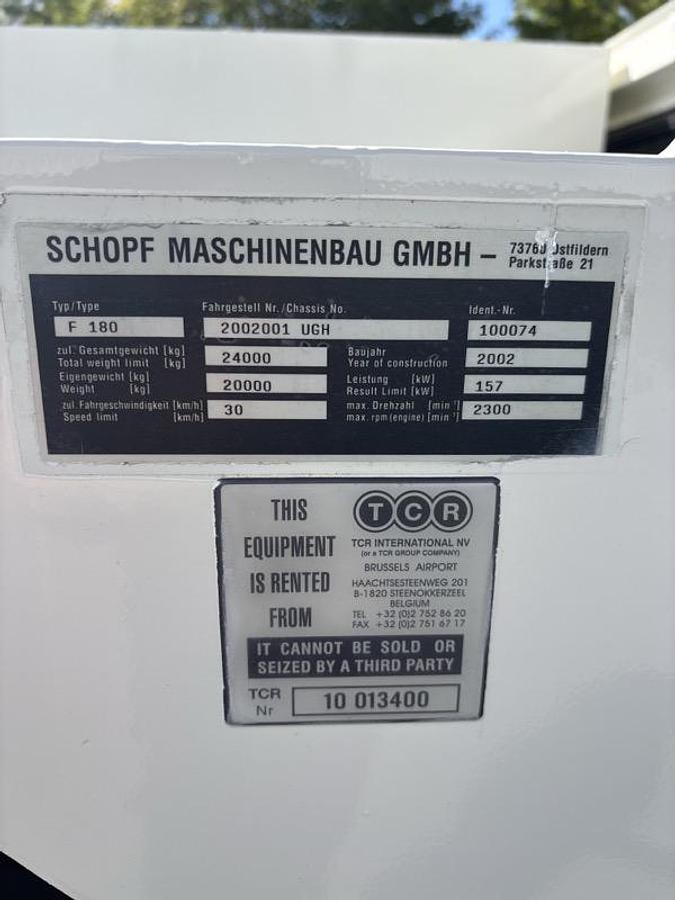 SCHOPF MASCHINENBAU GMBH – 73760 Ostfildern
Parkstraße 21
Typ/Type
F 180
Fahrgestell Nr./Chassis No.
2002001 UGH
Ident.-Nr.
100074
zul. Gesamtgewicht [kg]
Total weight limit [kg]
24000
Baujahr
Year of construction
2002
Eigengewicht [kg]
Weight [kg]
20000
Leistung [kW]
Result Limit [kW]
157
zul. Fahrgeschwindigkeit [km/h]
Speed limit [km/h]
30
max. Drehzahl [min⁻¹]
max. rpm (engine) [min⁻¹]
2300
THIS
EQUIPMENT
IS RENTED
FROM
TCR
TCR INTERNATIONAL NV
(or a TCR GROUP COMPANY)
BRUSSELS AIRPORT
HAACHTSESTEENWEG 201
B-1820 STEENOKKERZEEL
BELGIUM
TEL +32 (0)2 752 86 20
FAX +32 (0)2 751 67 17
IT CANNOT BE SOLD OR
SEIZED BY A THIRD PARTY
TCR
Nr
10 013400